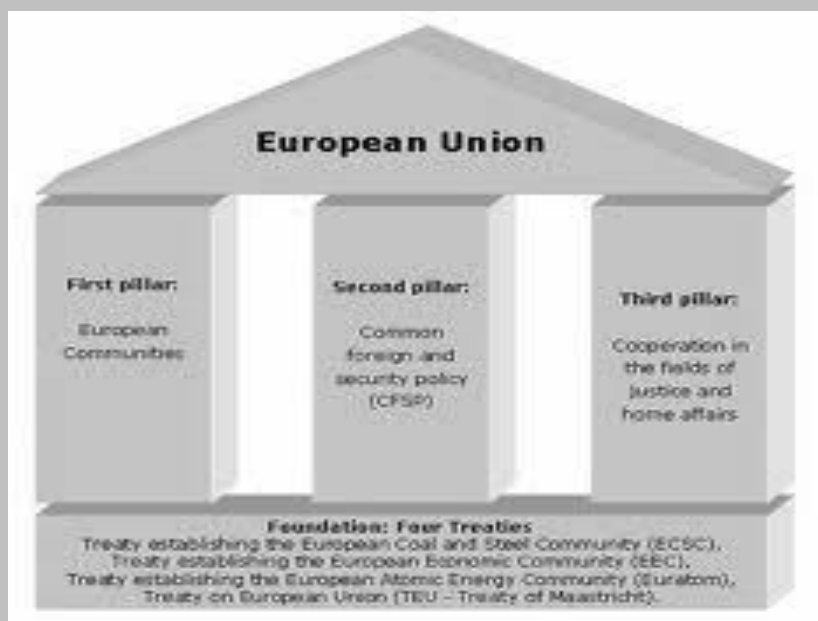 European Union
First pillar:
European
Communities
Second pillar:
Common
foreign and
security policy
(CFSP)
Third pillar:
Cooperation in
the fields of
Justice and
home affairs
Foundation: Four Treaties
Treaty establishing the European Coal and Steel Community (ECSC),
Treaty establishing the European Economic Community (EEC),
Treaty establishing the European Atomic Energy Community (Euratom),
Treaty on European Union (TEU - Treaty of Maastricht).